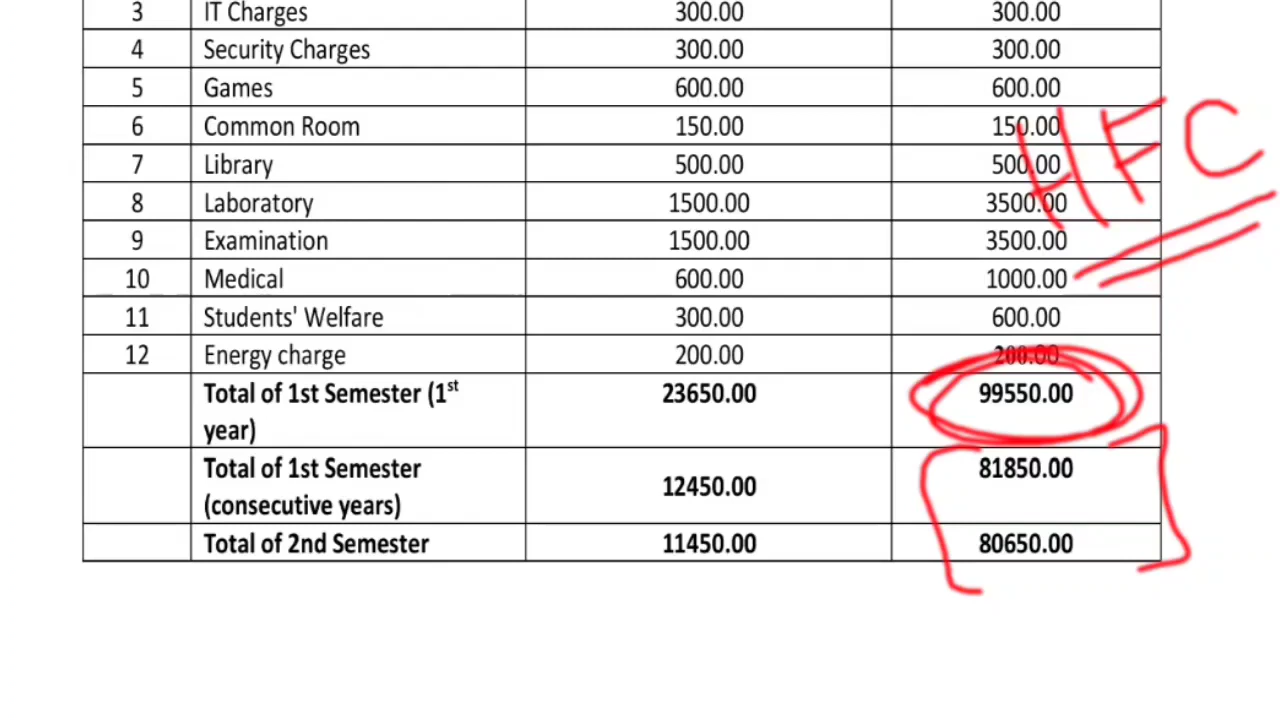 3 IT Charges 300.00 300.00
4 Security Charges 300.00 300.00
5 Games 600.00 600.00
6 Common Room 150.00 150.00
7 Library 500.00 500.00
8 Laboratory 1500.00 3500.00
9 Examination 1500.00 3500.00
10 Medical 600.00 1000.00
11 Students' Welfare 300.00 600.00
12 Energy charge 200.00 200.00
Total of 1st Semester (1st 23650.00 99550.00
year)
Total of 1st Semester 81850.00
(consecutive years) 12450.00
Total of 2nd Semester 11450.00 80650.00
HFC